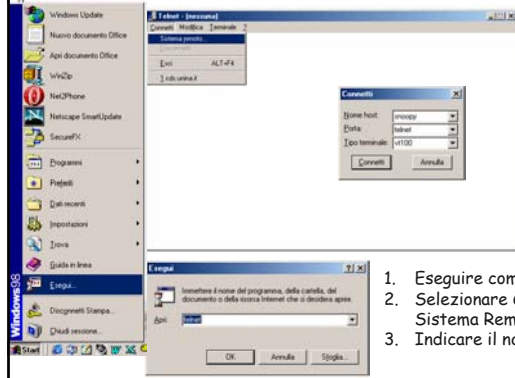 Windows Update
Nuovo documento Office
Apri documento Office
WinZip
Net2Phone
Netscape SmartUpdate
SecureFX
Programmi
Preferiti
Dati recenti
Impostazioni
Trova
Guida in linea
Esegui...
Disconnetti Stampa...
Chiudi sessione...
Windows98
Start
Telnet - (nessuna)
Connetti Modifica Terminale ?
Sistema remoto...
Disconnetti
Esci ALT+F4
1 cds.unina.it
Connetti
Nome host: snoopy
Porta: telnet
Tipo terminale: vt100
Connetti Annulla
Esegui
Immettere il nome del programma, della cartella, del
documento o della risorsa Internet che si desidera aprire.
Apri: telnet
OK Annulla Sfoglia...
1. Eseguire com
2. Selezionare
Sistema Rem
3. Indicare il no